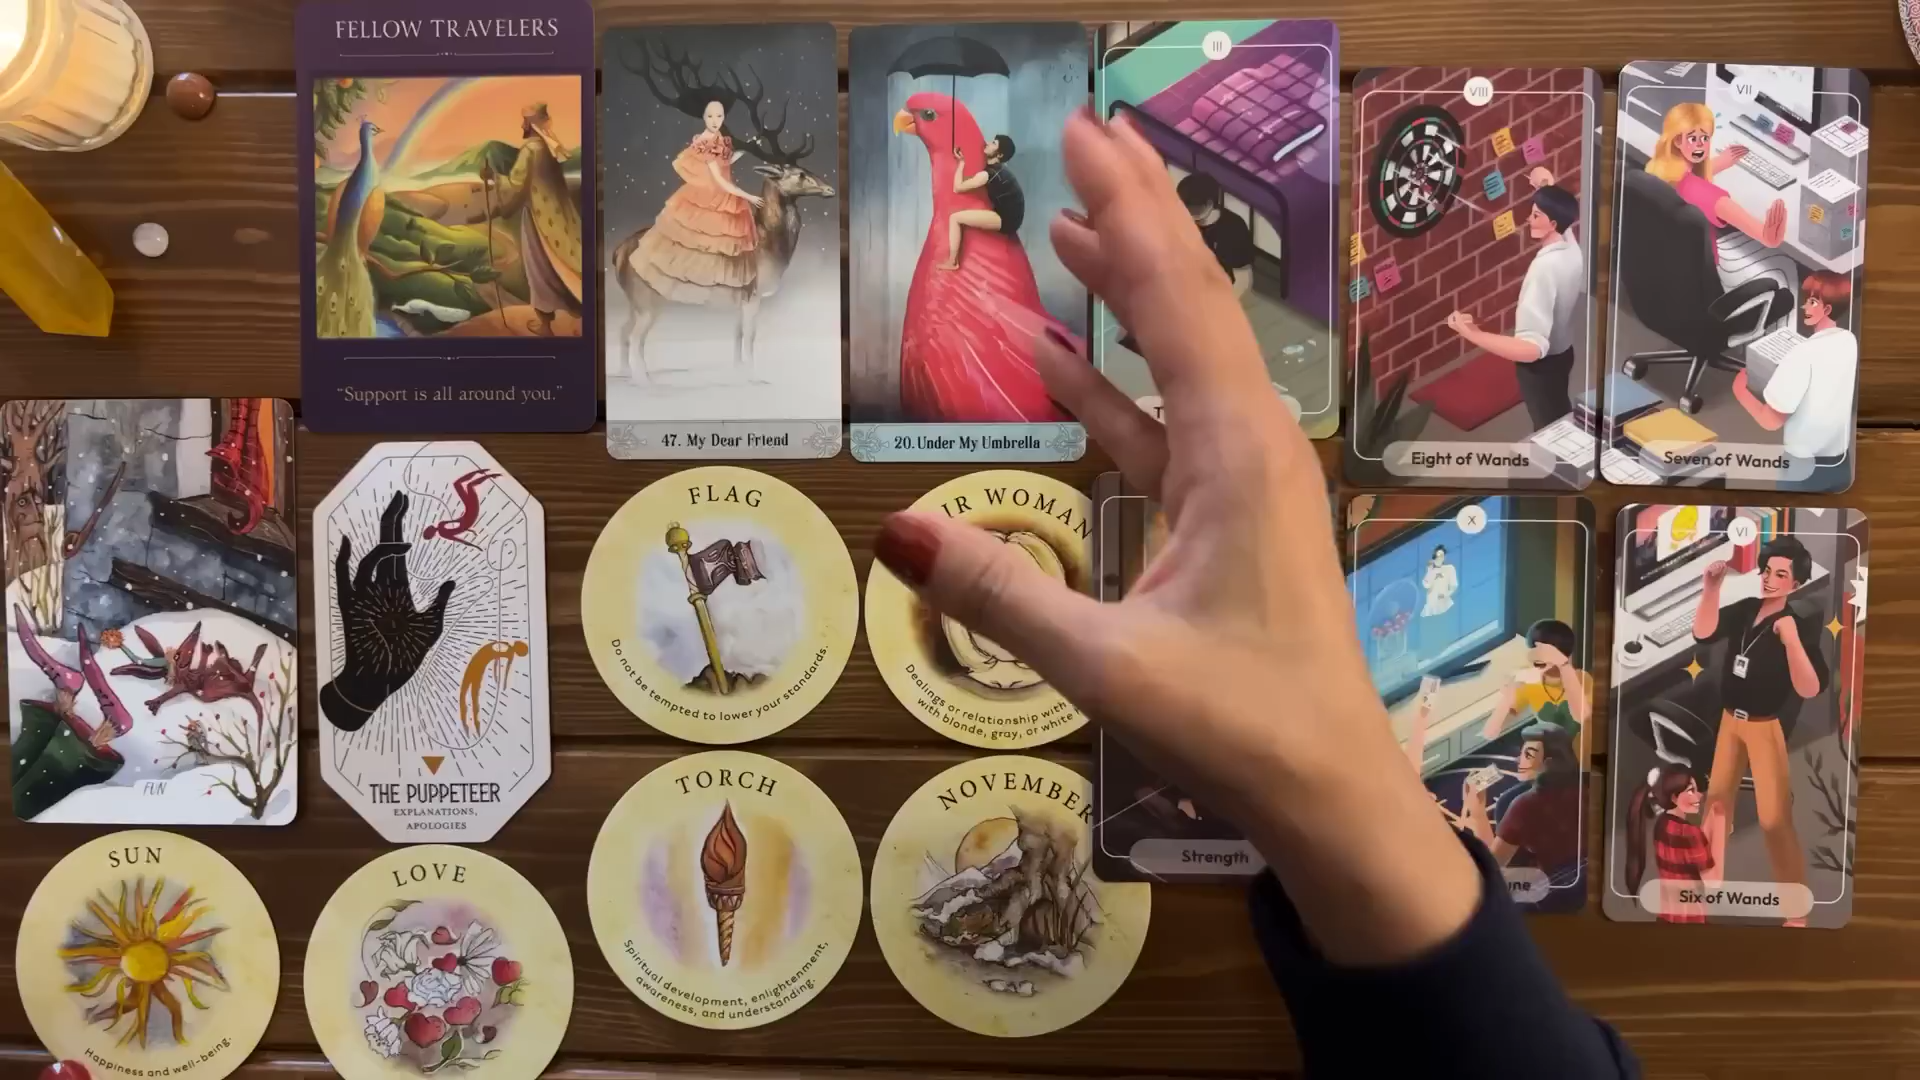 FELLOW TRAVELERS
"Support is all around you."
47. My Dear Friend
20. Under My Umbrella
III
VIII
Eight of Wands
VII
Seven of Wands
FUN
THE PUPPETEER
EXPLANATIONS,
APOLOGIES
FLAG
Do not be tempted to lower your standards.
IR WOMAN
Dealings or relationship with
with blonde, gray, or white
Strength
X
VI
Six of Wands
SUN
Happiness and well-being.
LOVE
TORCH
Spiritual development, enlightenment,
awareness, and understanding.
NOVEMBER